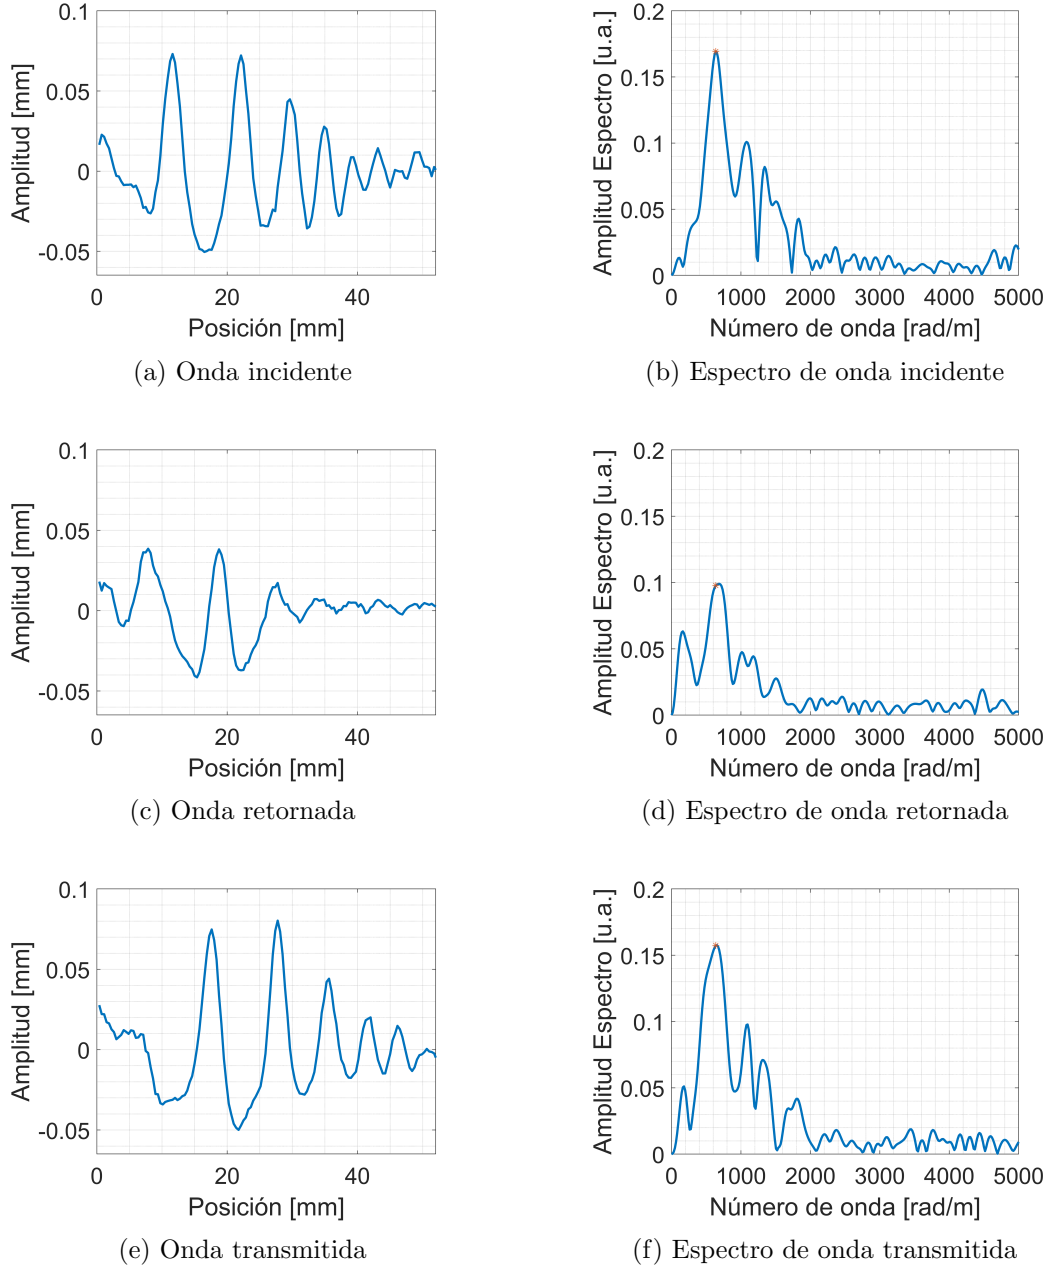 0.1
0.05
0
-0.05
Amplitud [mm]
0 20 40
Posición [mm]
(a) Onda incidente
0.2
0.15
0.1
0.05
0
Amplitud Espectro [u.a.]
0 1000 2000 3000 4000 5000
Número de onda [rad/m]
(b) Espectro de onda incidente
0.1
0.05
0
-0.05
Amplitud [mm]
0 20 40
Posición [mm]
(c) Onda retornada
0.2
0.15
0.1
0.05
0
Amplitud Espectro [u.a.]
0 1000 2000 3000 4000 5000
Número de onda [rad/m]
(d) Espectro de onda retornada
0.1
0.05
0
-0.05
Amplitud [mm]
0 20 40
Posición [mm]
(e) Onda transmitida
0.2
0.15
0.1
0.05
0
Amplitud Espectro [u.a.]
0 1000 2000 3000 4000 5000
Número de onda [rad/m]
(f) Espectro de onda transmitida